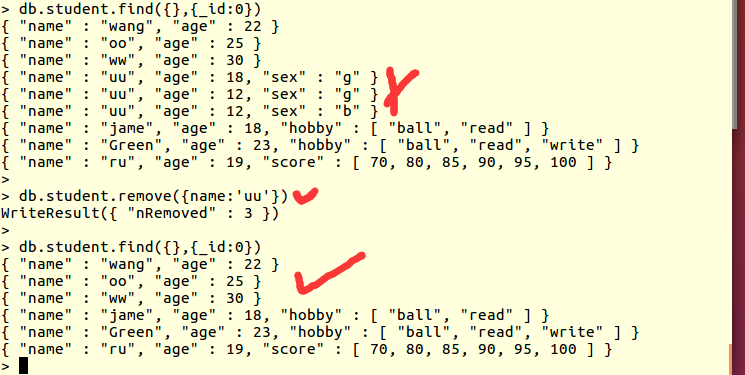 > db.student.find({},{_id:0})
{ "name" : "wang", "age" : 22 }
{ "name" : "oo", "age" : 25 }
{ "name" : "ww", "age" : 30 }
{ "name" : "uu", "age" : 18, "sex" : "g" }
{ "name" : "uu", "age" : 12, "sex" : "g" }
{ "name" : "uu", "age" : 12, "sex" : "b" }
{ "name" : "jame", "age" : 18, "hobby" : [ "ball", "read" ] }
{ "name" : "Green", "age" : 23, "hobby" : [ "ball", "read", "write" ] }
{ "name" : "ru", "age" : 19, "score" : [ 70, 80, 85, 90, 95, 100 ] }
>
> db.student.remove({name:'uu'})
WriteResult({ "nRemoved" : 3 })
>
> db.student.find({},{_id:0})
{ "name" : "wang", "age" : 22 }
{ "name" : "oo", "age" : 25 }
{ "name" : "ww", "age" : 30 }
{ "name" : "jame", "age" : 18, "hobby" : [ "ball", "read" ] }
{ "name" : "Green", "age" : 23, "hobby" : [ "ball", "read", "write" ] }
{ "name" : "ru", "age" : 19, "score" : [ 70, 80, 85, 90, 95, 100 ] }
>